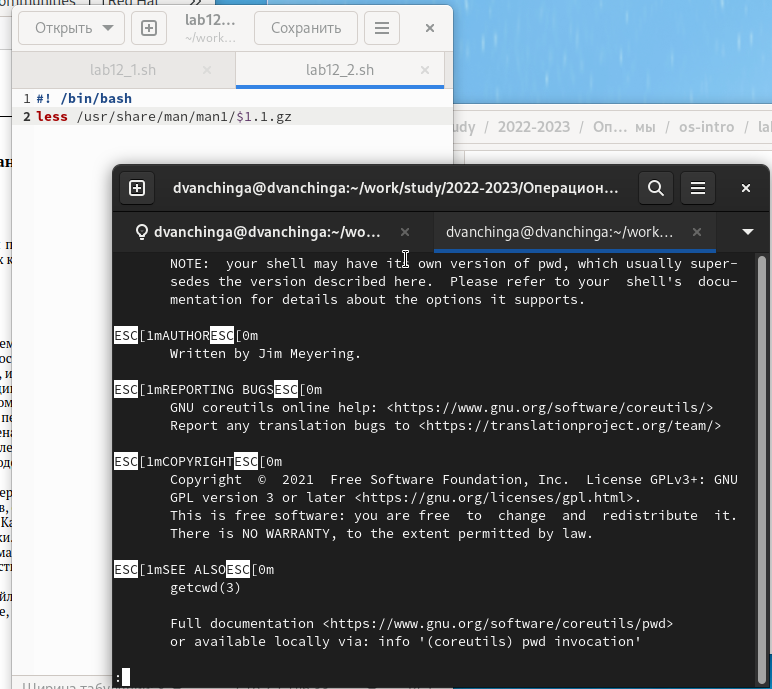 Red Hat
Открыть
lab12...
~/work...
Сохранить
lab12_1.sh
lab12_2.sh
1 #! /bin/bash
2 less /usr/share/man/man1/$1.1.gz
/ 2022-2023 / Оп... мы / os-intro /
dvanchinga@dvanchinga:~/work/study/2022-2023/Операцион...
dvanchinga@dvanchinga:~/wo...
dvanchinga@dvanchinga:~/work...
NOTE:  your shell may have its own version of pwd, which usually super-
sedes the version described here.  Please refer to your  shell's  docu-
mentation for details about the options it supports.
ESC[1mAUTHORESC[0m
Written by Jim Meyering.
ESC[1mREPORTING BUGSESC[0m
GNU coreutils online help: <https://www.gnu.org/software/coreutils/>
Report any translation bugs to <https://translationproject.org/team/>
ESC[1mCOPYRIGHTESC[0m
Copyright  ©  2021  Free Software Foundation, Inc.  License GPLv3+: GNU
GPL version 3 or later <https://gnu.org/licenses/gpl.html>.
This is free software: you are free  to  change  and  redistribute  it.
There is NO WARRANTY, to the extent permitted by law.
ESC[1mSEE ALSOESC[0m
getcwd(3)
Full documentation <https://www.gnu.org/software/coreutils/pwd>
or available locally via: info '(coreutils) pwd invocation'
: